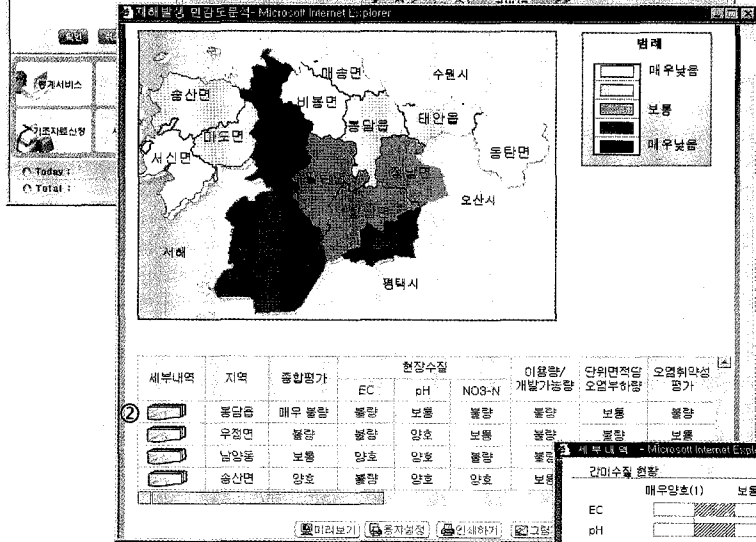 재해발생 민감도분석 - Microsoft Internet Explorer
통계서비스
기초자료신청
Today :
Total :
매송면
수원시
송산면
비봉면
태안읍
마도면
봉담읍
서신면
동탄면
정남면
오산시
서해
평택시
범례
매우낮음
보통
매우낮음
세부내역 지역 종합평가 현장수질 이용량/개발가능량 단위면적당 오염부하량 오염취약성 평가
EC pH NO3-N
② 봉담읍 매우 불량 불량 보통 불량 불량 보통 불량
우정면 불량 불량 양호 보통 불량 불량 보통
남양동 보통 양호 양호 불량
송산면 양호 불량 양호 양호
미리보기 용지설정 인쇄하기
세부내역 - Microsoft Internet Expl
간이수질 현황
매우양호(1) 보통
EC
pH